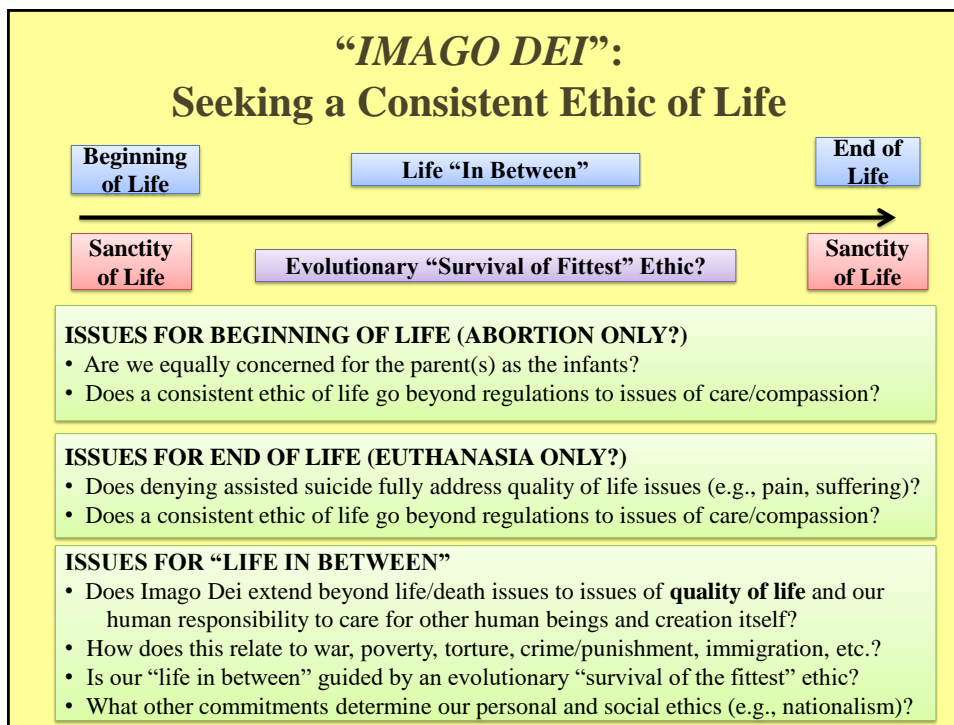 “IMAGO DEI”:
Seeking a Consistent Ethic of Life
Beginning
of Life
Life “In Between”
End of
Life
Sanctity
of Life
Evolutionary “Survival of Fittest” Ethic?
Sanctity
of Life
ISSUES FOR BEGINNING OF LIFE (ABORTION ONLY?)
• Are we equally concerned for the parent(s) as the infants?
• Does a consistent ethic of life go beyond regulations to issues of care/compassion?
ISSUES FOR END OF LIFE (EUTHANASIA ONLY?)
• Does denying assisted suicide fully address quality of life issues (e.g., pain, suffering)?
• Does a consistent ethic of life go beyond regulations to issues of care/compassion?
ISSUES FOR “LIFE IN BETWEEN”
• Does Imago Dei extend beyond life/death issues to issues of quality of life and our
human responsibility to care for other human beings and creation itself?
• How does this relate to war, poverty, torture, crime/punishment, immigration, etc.?
• Is our “life in between” guided by an evolutionary “survival of the fittest” ethic?
• What other commitments determine our personal and social ethics (e.g., nationalism)?